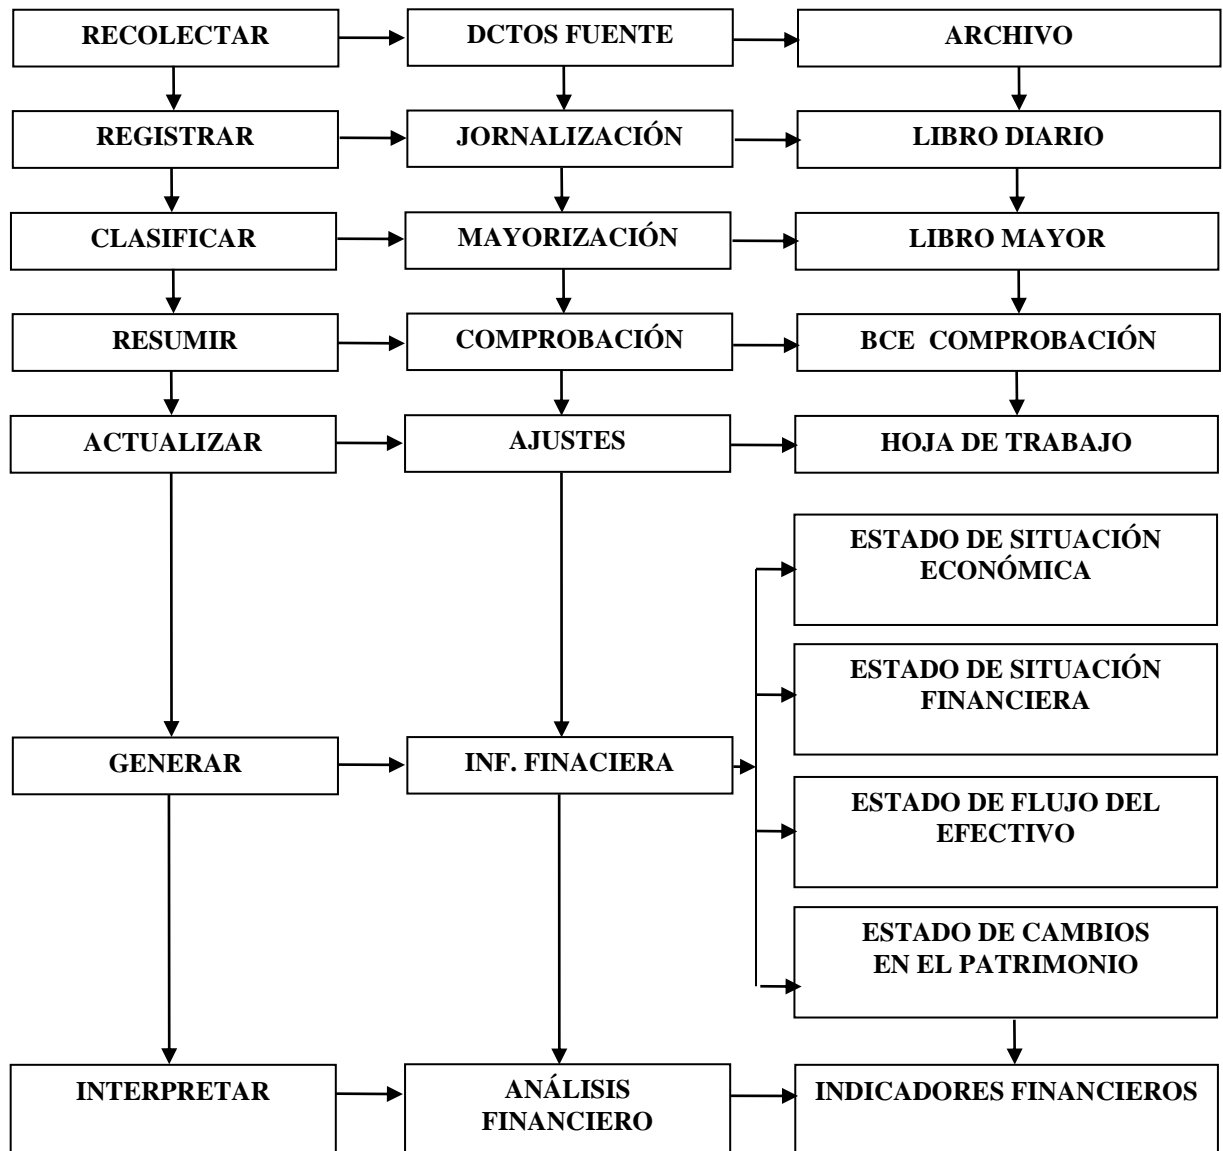 RECOLECTAR
DCTOS FUENTE
ARCHIVO
REGISTRAR
JORNALIZACIÓN
LIBRO DIARIO
CLASIFICAR
MAYORIZACIÓN
LIBRO MAYOR
RESUMIR
COMPROBACIÓN
BCE COMPROBACIÓN
ACTUALIZAR
AJUSTES
HOJA DE TRABAJO
ESTADO DE SITUACIÓN
ECONÓMICA
ESTADO DE SITUACIÓN
FINANCIERA
GENERAR
INF. FINACIERA
ESTADO DE FLUJO DEL
EFECTIVO
ESTADO DE CAMBIOS
EN EL PATRIMONIO
INTERPRETAR
ANÁLISIS
FINANCIERO
INDICADORES FINANCIEROS